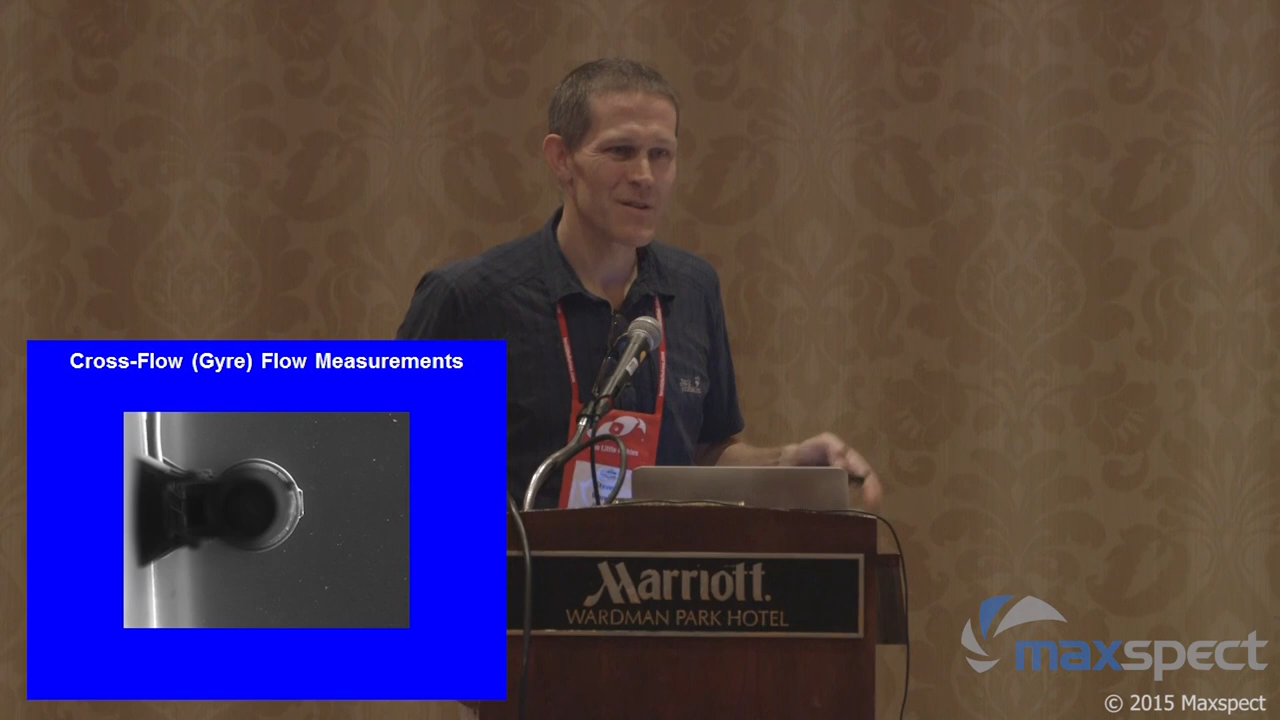 Cross-Flow (Gyre) Flow Measurements
Marriott.
WARDMAN PARK HOTEL
maxspect
© 2015 Maxspect